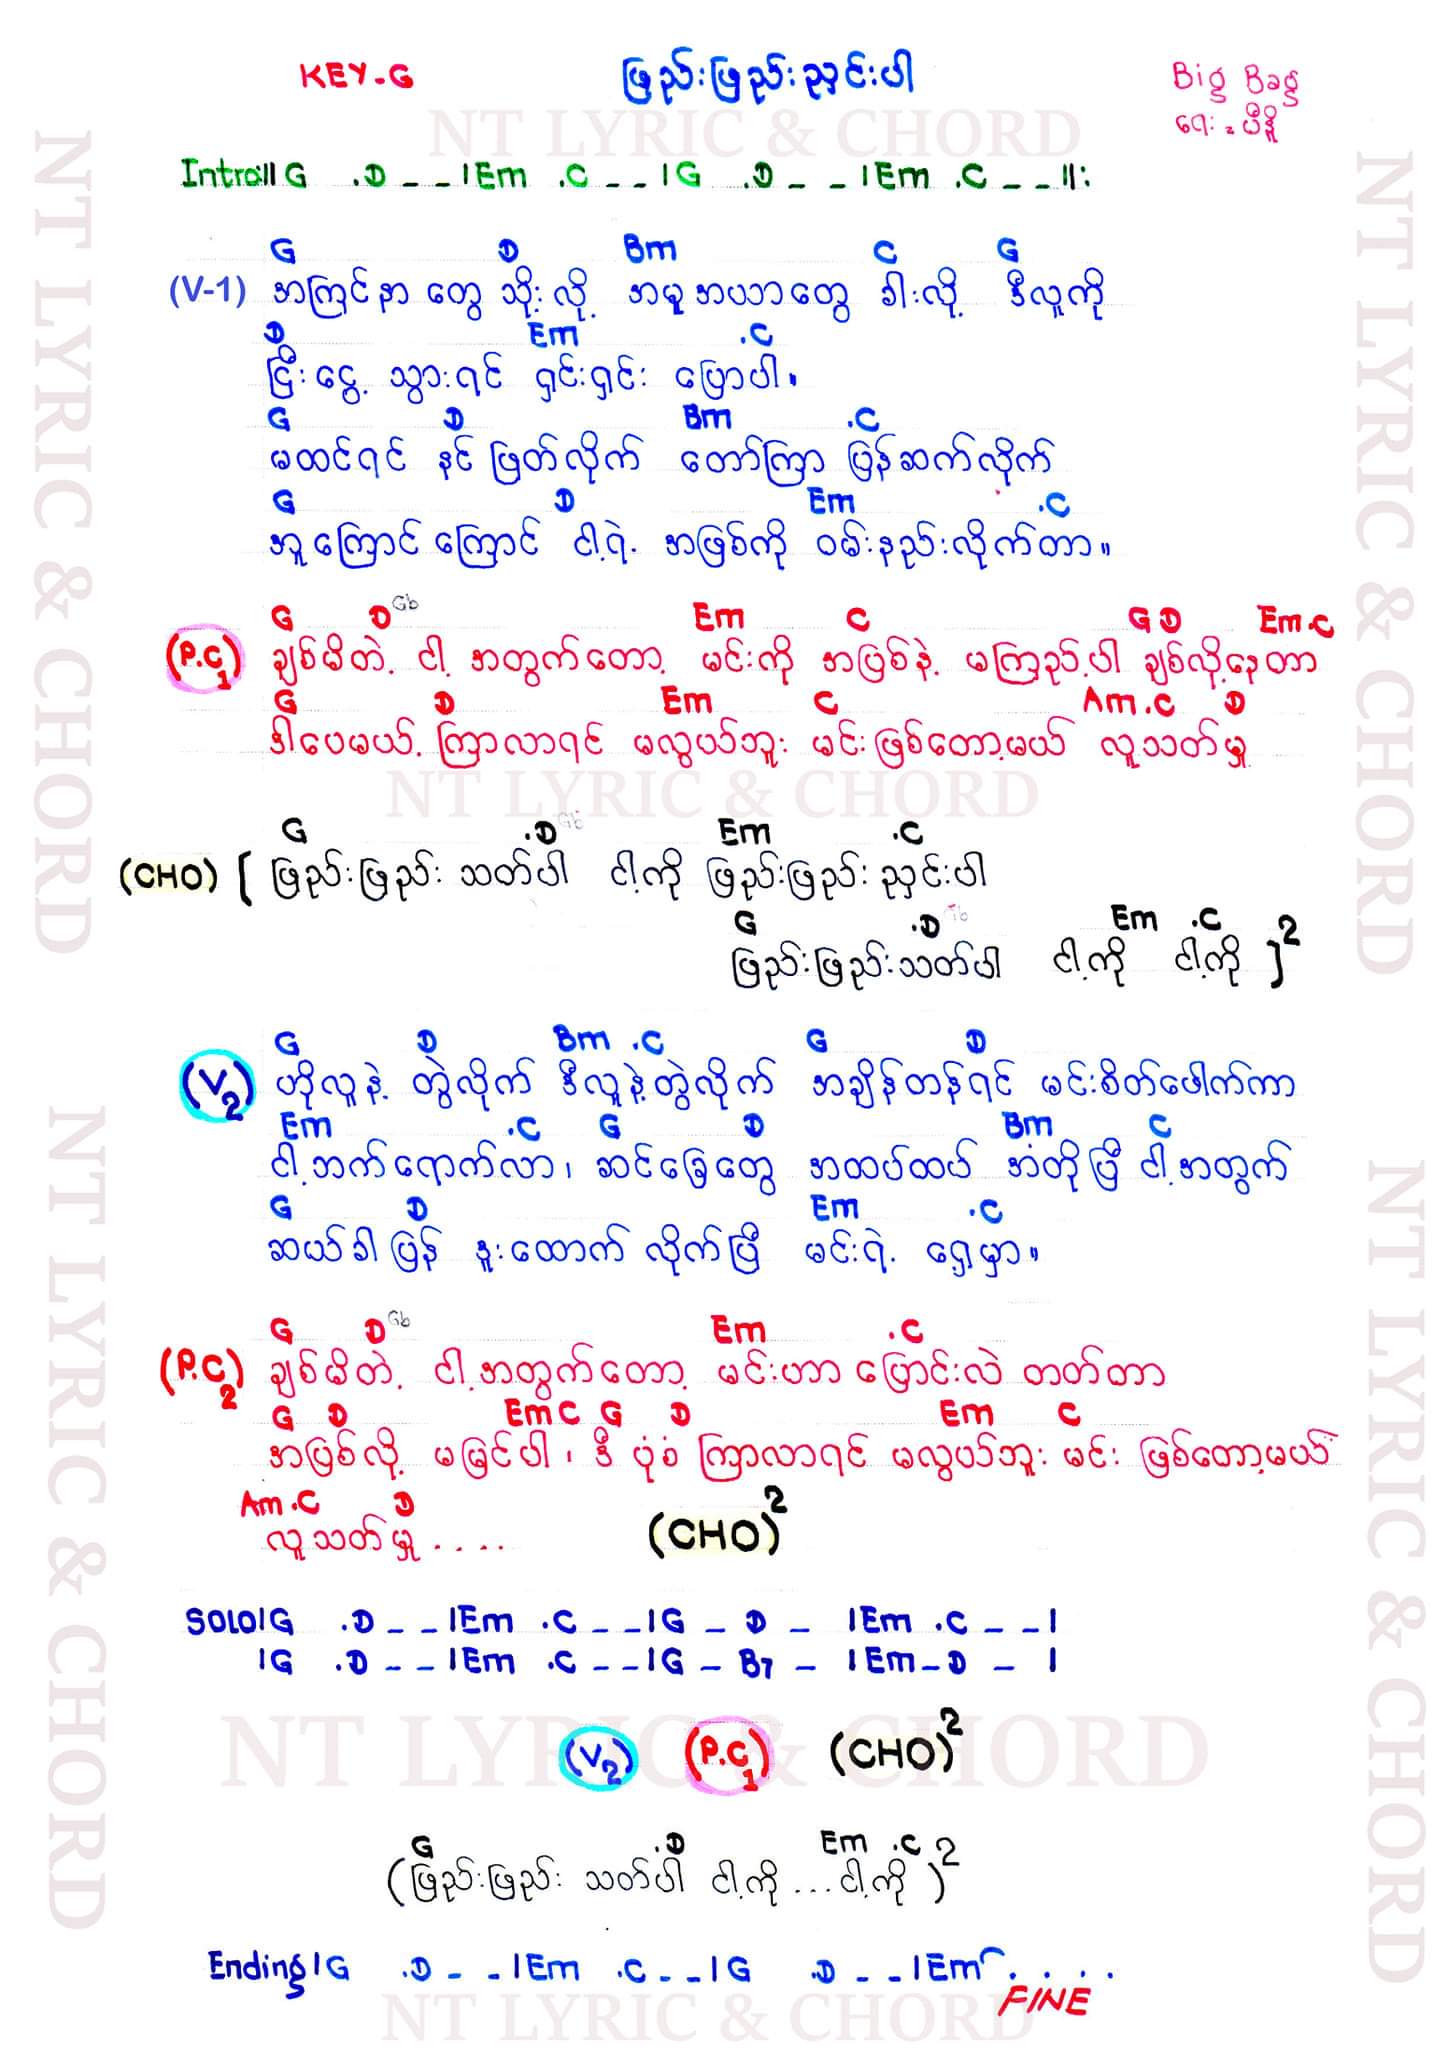 KEY-G
ဖြည်းဖြည်းညှင်းပါ
Big Bag
ရေး = ပီနို
NT LYRIC & CHORD
Intro:|| G .D _ _ | Em .C _ _ | G .D _ _ | Em .C _ _ ||:
G D Bm C G
(V-1) အကြင်နာ တွေ သိုးလို့ အမူအယာတွေ ခါးလို့ ဒီလူကို
D Em .C
ငြီးငွေ့ သွားရင် ရှင်းရှင်း ပြောပါ။
G D Bm .C
မထင်ရင် နင် ဖြတ်လိုက် တော်ကြာ ပြန်ဆက်လိုက်
G D Em .C
ဘူကြောင်ကြောင် ငါ့ရဲ့ အဖြစ်ကို ဝမ်းနည်းလိုက်တာ။
G D Gb Em C G D Em .C
(P.C1) ချစ်မိတဲ့ ငါ့ အတွက်တော့ မင်းကို အပြစ်နဲ့ မကြည့်ပါ ချစ်လို့နေတာ
G D Em C Am .C D
ဒါပေမယ့် ကြာလာရင် မလွယ်ဘူး မင်းဖြစ်တော့မယ် လူသတ်မှု
NT LYRIC & CHORD
G .D Gb Em .C
(CHO) [ ဖြည်းဖြည်း သတ်ပါ ငါ့ကို ဖြည်းဖြည်း ညှင်းပါ
G .D Gb Em .C
ဖြည်းဖြည်းသတ်ပါ ငါ့ကို ငါ့ကို ]2
G D Bm .C G D
(V2) ဟိုလူနဲ့ တွဲလိုက် ဒီလူနဲ့တွဲလိုက် အချိန်တန်ရင် မင်းစိတ်ဖေါက်ကာ
Em .C G D Bm C
ငါ့ဘက်ရောက်လာ၊ ဆင်ခြေတွေ အထပ်ထပ် အံတိုပြီ ငါ့အတွက်
G D Em .C
ဆယ်ခါပြန် ဒူးထောက် လိုက်ပြီ မင်းရဲ့ ရှေ့မှာ။
G D Gb Em .C
(P.C2) ချစ်မိတဲ့ ငါ့အတွက်တော့ မင်းဟာ ပြောင်းလဲ တတ်တာ
G D Em C G D Em C
အပြစ်လို့ မမြင်ပါ၊ ဒီ ပုံစံ ကြာလာရင် မလွယ်ဘူး မင်း ဖြစ်တော့မယ်
Am .C D
လူသတ်မှု .... (CHO)2
SOLO | G .D _ _ | Em .C _ _ | G _ D _ | Em .C _ _ |
| G .D _ _ | Em .C _ _ | G _ B7 _ | Em _ D _ |
NT LYRIC & CHORD
(V2) (P.C1) (CHO)2
G .D Em .C
(ဖြည်းဖြည်း သတ်ပါ ငါ့ကို ... ငါ့ကို)2
Ending | G .D _ _ | Em .C _ _ | G .D _ _ | Em . . . .
FINE
NT LYRIC & CHORD
NT LYRIC & CHORD
NT LYRIC & CHORD
NT LYRIC & CHORD
NT LYRIC & CHORD